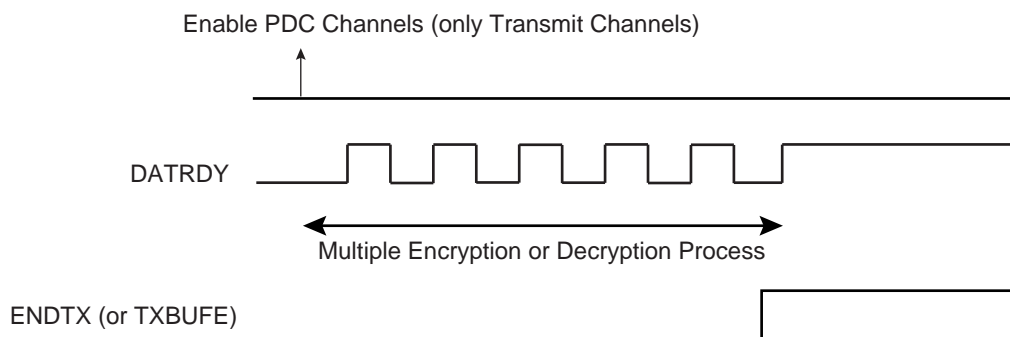 Enable PDC Channels (only Transmit Channels)
DATRDY
Multiple Encryption or Decryption Process
ENDTX (or TXBUFE)